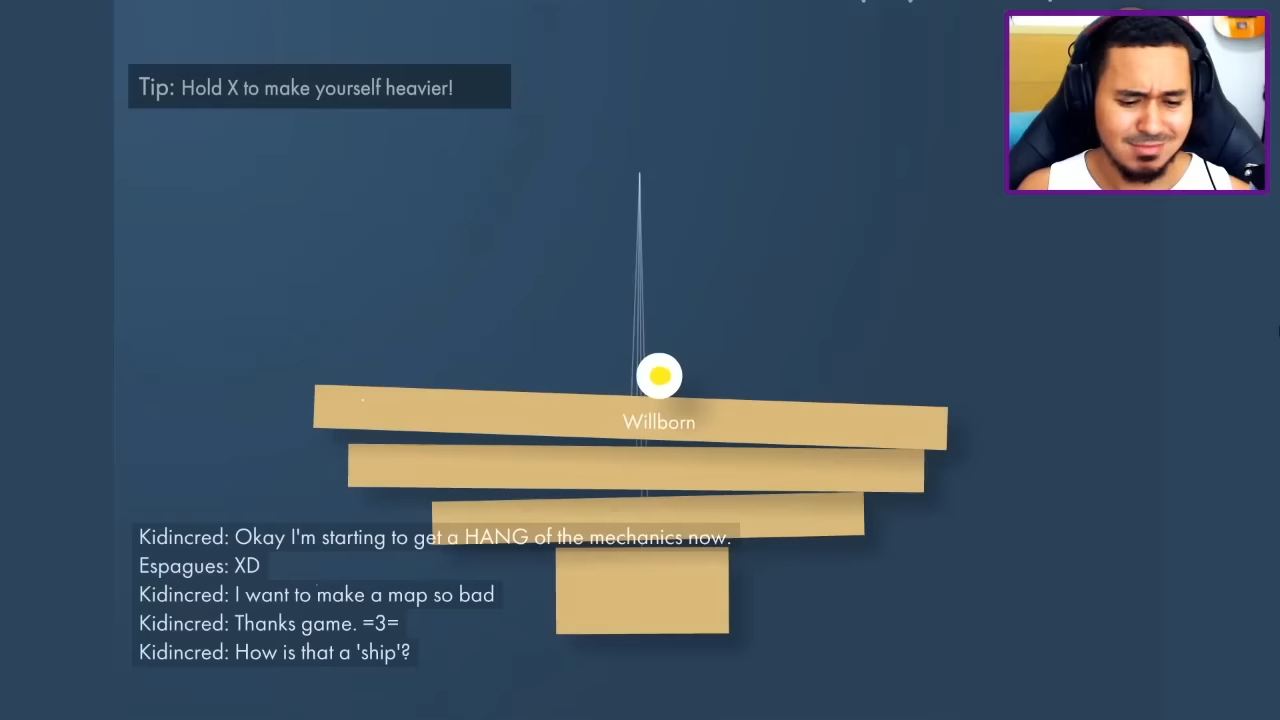 Tip: Hold X to make yourself heavier!
Willborn
Kidincred: Okay I'm starting to get a HANG of the mechanics now.
Espagues: XD
Kidincred: I want to make a map so bad
Kidincred: Thanks game. =3=
Kidincred: How is that a 'ship'?